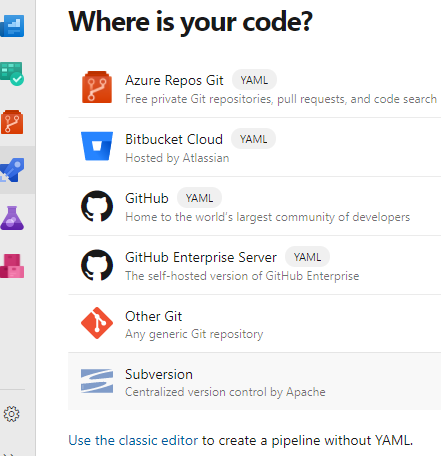 Where is your code?
Azure Repos Git YAML
Free private Git repositories, pull requests, and code search
Bitbucket Cloud YAML
Hosted by Atlassian
GitHub YAML
Home to the world's largest community of developers
GitHub Enterprise Server YAML
The self-hosted version of GitHub Enterprise
Other Git
Any generic Git repository
Subversion
Centralized version control by Apache
Use the classic editor to create a pipeline without YAML.